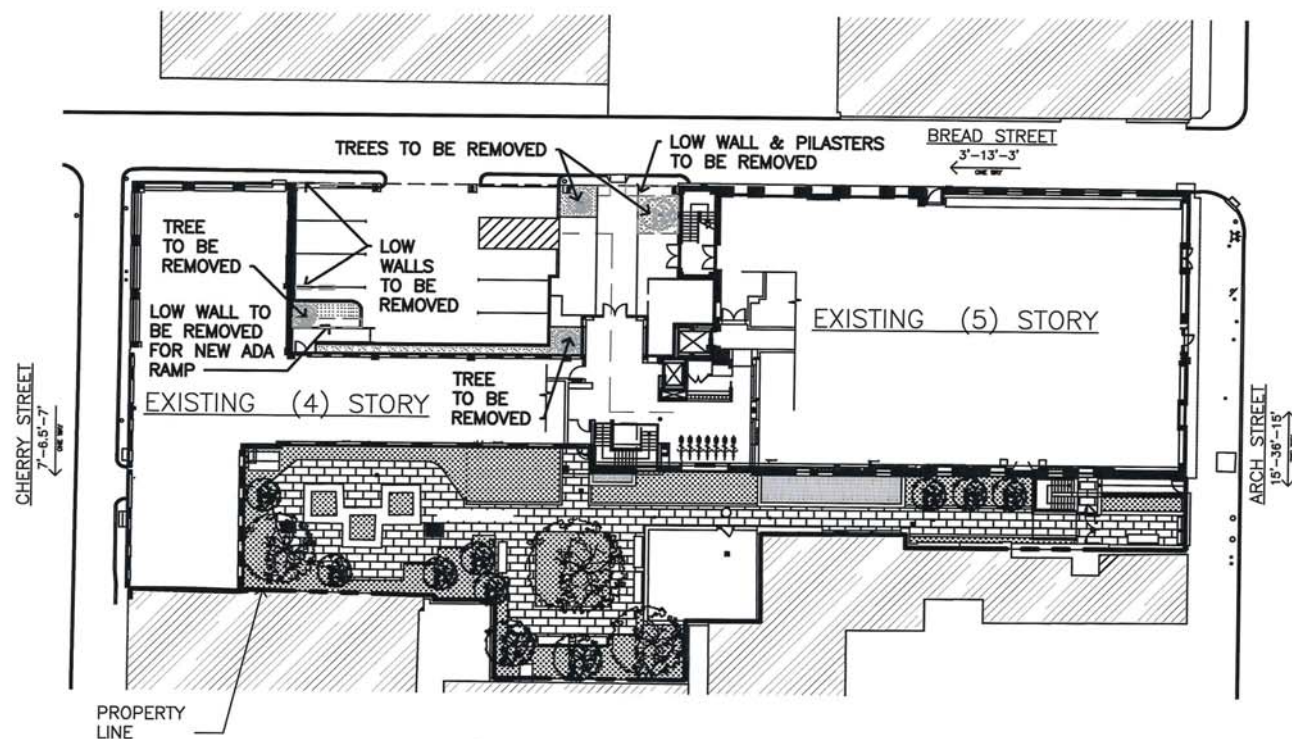 BREAD STREET
3'-13'-3'
ONE WAY
TREES TO BE REMOVED
LOW WALL & PILASTERS
TO BE REMOVED
TREE
TO BE
REMOVED
LOW
WALLS
TO BE
REMOVED
LOW WALL TO
BE REMOVED
FOR NEW ADA
RAMP
EXISTING (5) STORY
TREE
TO BE
REMOVED
EXISTING (4) STORY
CHERRY STREET
7'-6.5'-7'
ONE WAY
ARCH STREET
15'-36'-15'
PROPERTY
LINE